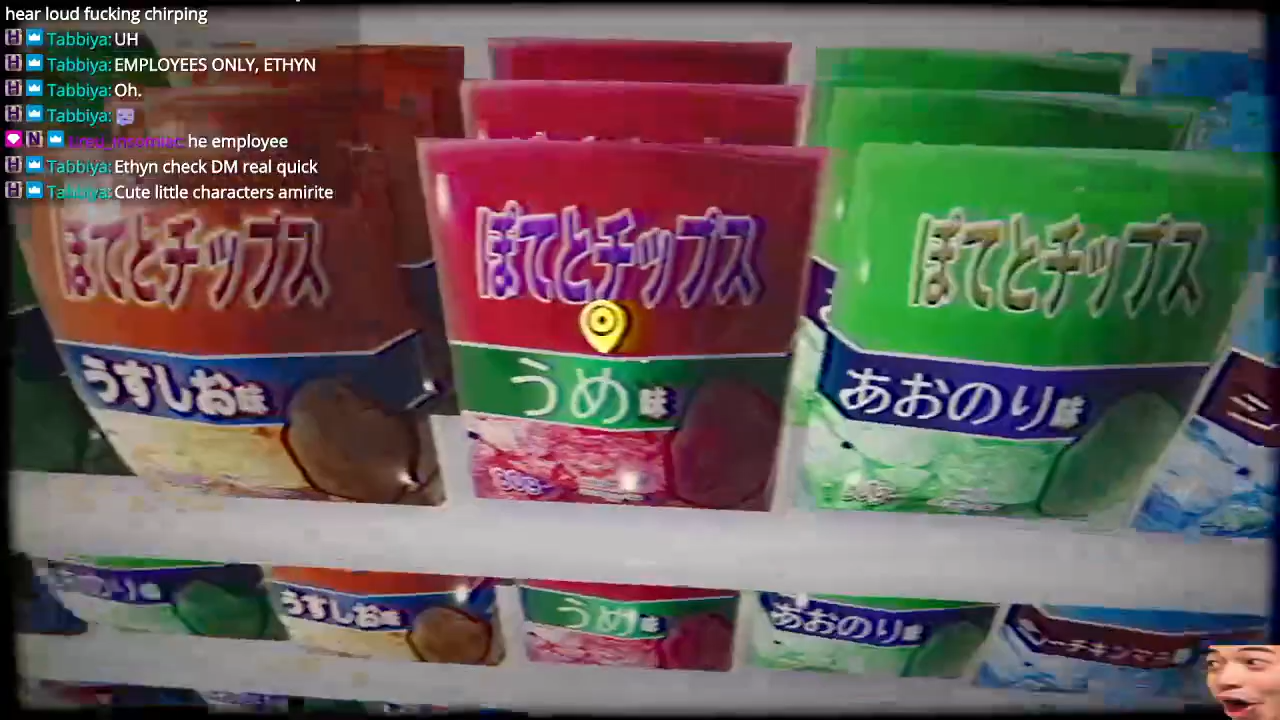 hear loud fucking chirping
Tabbiya: UH
Tabbiya: EMPLOYEES ONLY, ETHYN
Tabbiya: Oh.
Tabbiya:
he employee
Tabbiya: Ethyn check DM real quick
Tabbiya: Cute little characters amirite
ぽてとチップス
ぽてとチップス
ぽてとチップス
うすしお味
うめ味
あおのり味
うすしお味
うめ味
あおのり味